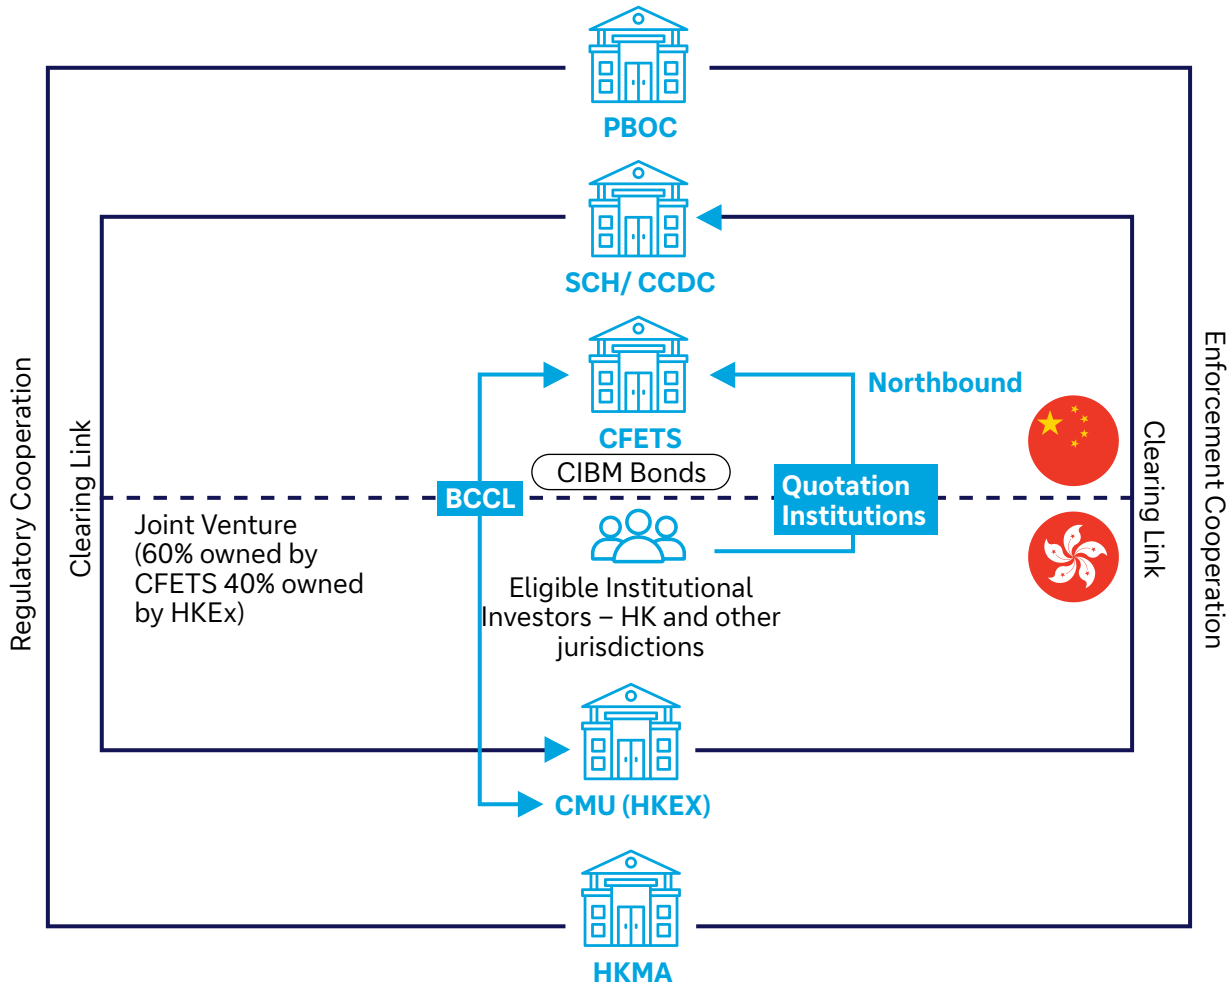 PBOC
SCH/ CCDC
CFETS
Northbound
CIBM Bonds
BCCL
Quotation
Institutions
Joint Venture
(60% owned by
CFETS 40% owned
by HKEx)
Eligible Institutional
Investors – HK and other
jurisdictions
CMU (HKEX)
HKMA
Regulatory Cooperation
Clearing Link
Clearing Link
Enforcement Cooperation